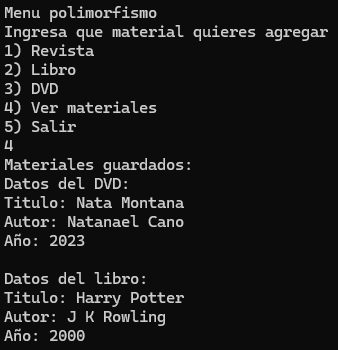 Menu polimorfismo
Ingresa que material quieres agregar
1) Revista
2) Libro
3) DVD
4) Ver materiales
5) Salir
4
Materiales guardados:
Datos del DVD:
Titulo: Nata Montana
Autor: Natanael Cano
Año: 2023

Datos del libro:
Titulo: Harry Potter
Autor: J K Rowling
Año: 2000